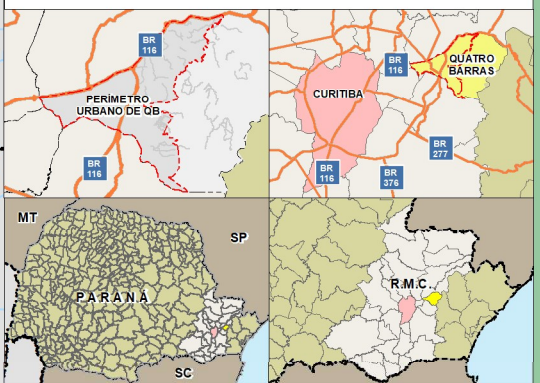 BR
116
PERÍMETRO
URBANO DE QB
BR
116
BR
116
QUATRO
BARRAS
CURITIBA
BR
277
BR
116
BR
376
MT
SP
PARANÁ
SC
R.M.C.